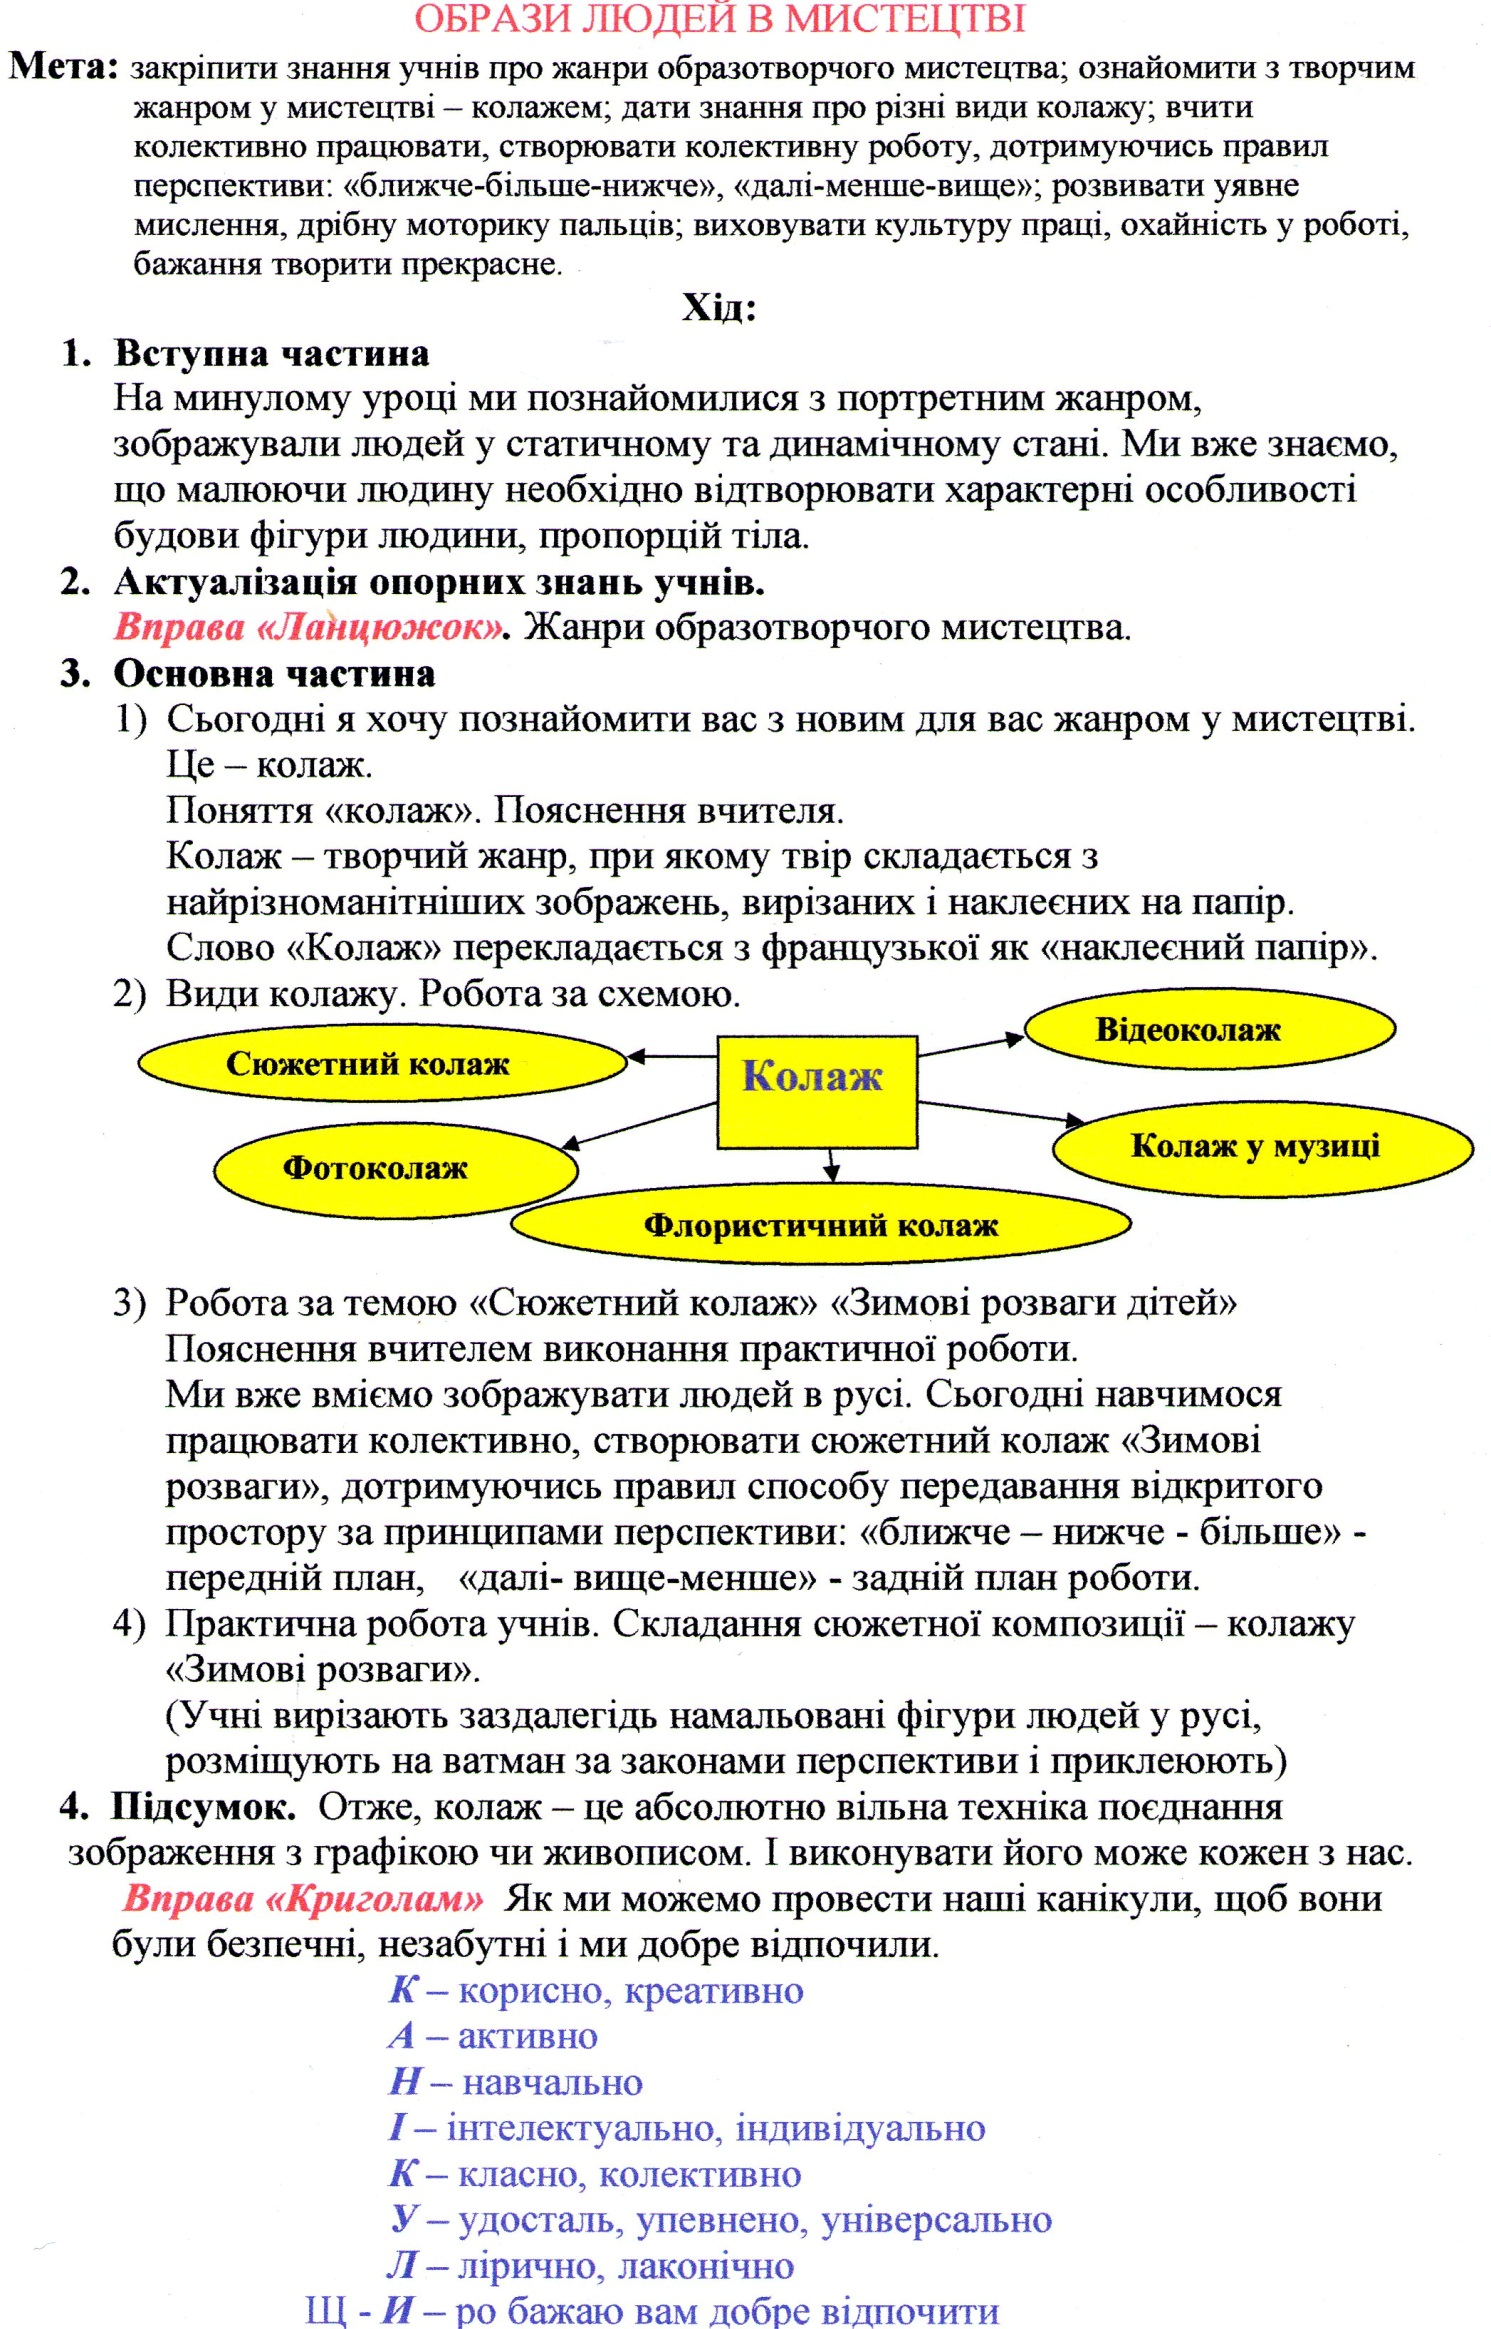 ОБРАЗИ ЛЮДЕЙ В МИСТЕЦТВІ
Мета: закріпити знання учнів про жанри образотворчого мистецтва; ознайомити з творчим
жанром у мистецтві – колажем; дати знання про різні види колажу; вчити
колективно працювати, створювати колективну роботу, дотримуючись правил
перспективи: «ближче-більше-нижче», «далі-менше-вище»; розвивати уявне
мислення, дрібну моторику пальців; виховувати культуру праці, охайність у роботі,
бажання творити прекрасне.
Хід:
1. Вступна частина
На минулому уроці ми познайомилися з портретним жанром,
зображували людей у статичному та динамічному стані. Ми вже знаємо,
що малюючи людину необхідно відтворювати характерні особливості
будови фігури людини, пропорцій тіла.
2. Актуалізація опорних знань учнів.
Вправа «Ланцюжок». Жанри образотворчого мистецтва.
3. Основна частина
1) Сьогодні я хочу познайомити вас з новим для вас жанром у мистецтві.
Це – колаж.
Поняття «колаж». Пояснення вчителя.
Колаж – творчий жанр, при якому твір складається з
найрізноманітніших зображень, вирізаних і наклеєних на папір.
Слово «Колаж» перекладається з французької як «наклеєний папір».
2) Види колажу. Робота за схемою.
Відеоколаж
Сюжетний колаж
Колаж
Колаж у музиці
Фотоколаж
Флористичний колаж
3) Робота за темою «Сюжетний колаж» «Зимові розваги дітей»
Пояснення вчителем виконання практичної роботи.
Ми вже вміємо зображувати людей в русі. Сьогодні навчимося
працювати колективно, створювати сюжетний колаж «Зимові
розваги», дотримуючись правил способу передавання відкритого
простору за принципами перспективи: «ближче – нижче - більше» -
передній план, «далі- вище-менше» - задній план роботи.
4) Практична робота учнів. Складання сюжетної композиції – колажу
«Зимові розваги».
(Учні вирізають заздалегідь намальовані фігури людей у русі,
розміщують на ватман за законами перспективи і приклеюють)
4. Підсумок. Отже, колаж – це абсолютно вільна техніка поєднання
зображення з графікою чи живописом. І виконувати його може кожен з нас.
Вправа «Криголам» Як ми можемо провести наші канікули, щоб вони
були безпечні, незабутні і ми добре відпочили.
К – корисно, креативно
А – активно
Н – навчально
І – інтелектуально, індивідуально
К – класно, колективно
У – удосталь, упевнено, універсально
Л – лірично, лаконічно
Щ - И – ро бажаю вам добре відпочити